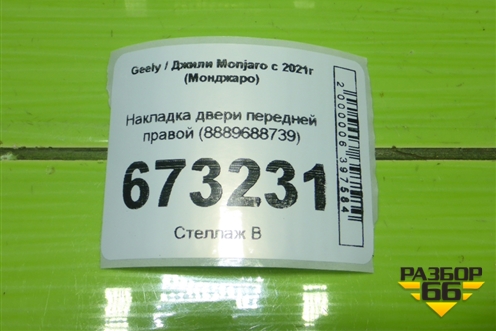 Geely / Джили Monjaro с 2021г
(Монджаро)
Накладка двери передней
правой (8889688739)
673231
Стеллаж В
2000006397584
РАЗБОР
66